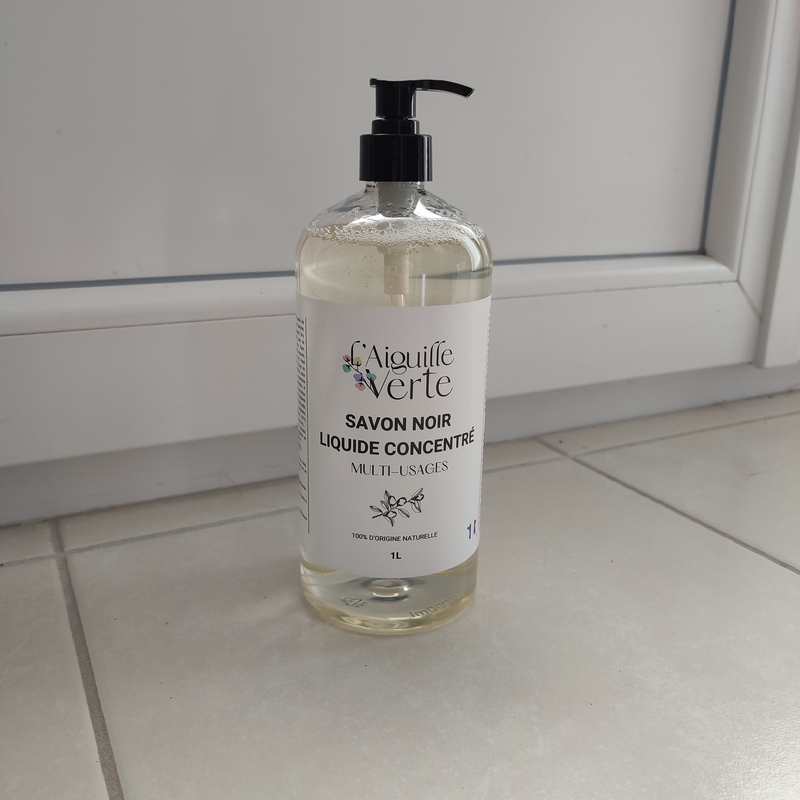 L'Aiguille
Verte
SAVON NOIR
LIQUIDE CONCENTRÉ
MULTI-USAGES
100% D'ORIGINE NATURELLE
1L